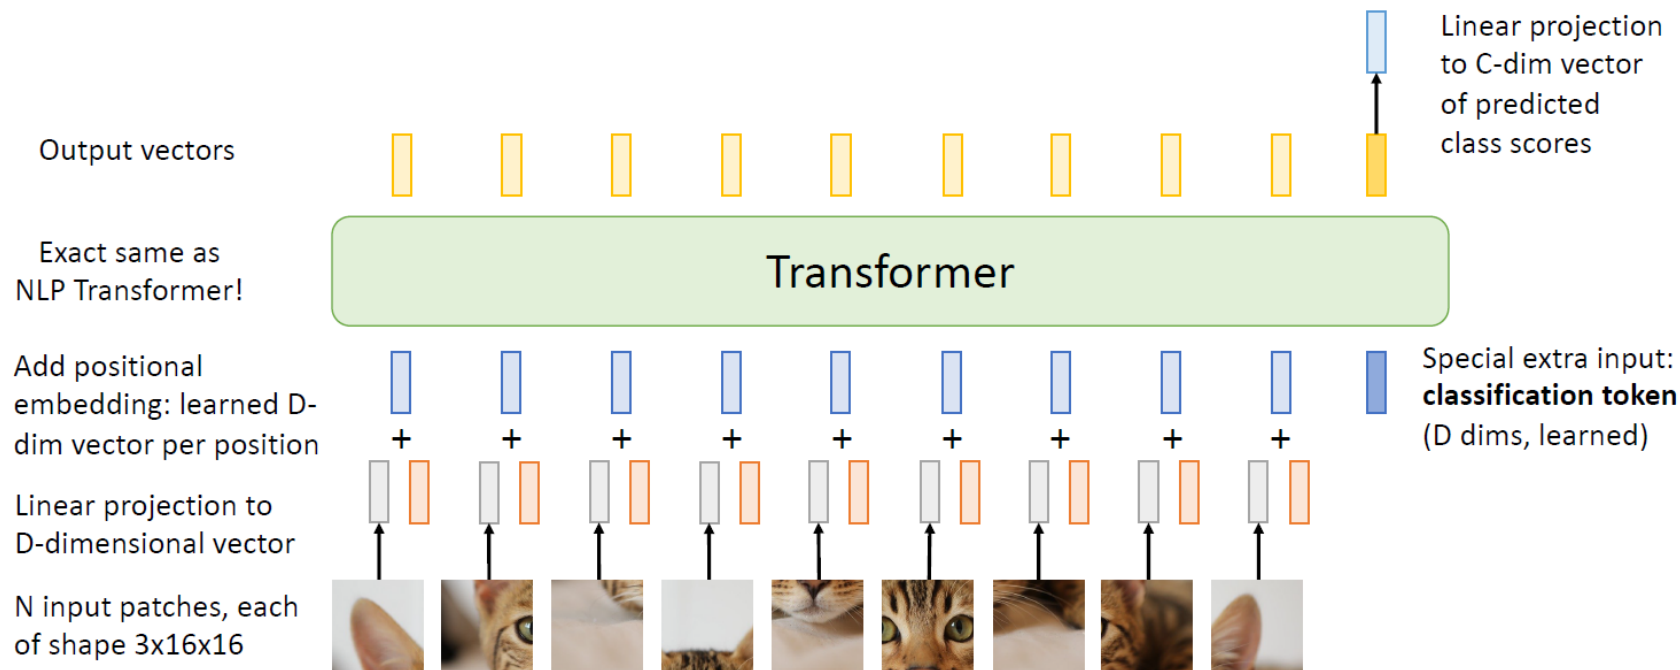 Linear projection
to C-dim vector
of predicted
class scores
Output vectors
Exact same as
NLP Transformer!
Transformer
Add positional
embedding: learned D-
dim vector per position
+ + + + + + + + +
Special extra input:
classification token
(D dims, learned)
Linear projection to
D-dimensional vector
N input patches, each
of shape 3x16x16